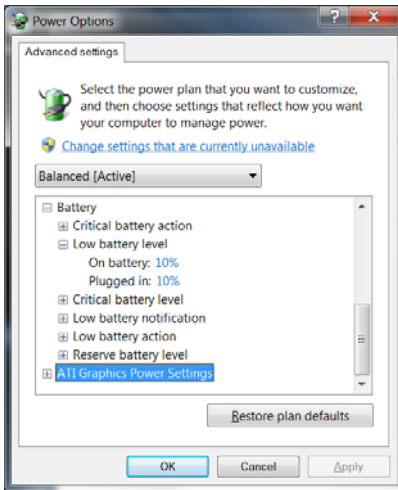 Power Options
Advanced settings
Select the power plan that you want to customize,
and then choose settings that reflect how you want
your computer to manage power.
Change settings that are currently unavailable
Balanced [Active]
Battery
Critical battery action
Low battery level
On battery: 10%
Plugged in: 10%
Critical battery level
Low battery notification
Low battery action
Reserve battery level
ATI Graphics Power Settings
Restore plan defaults
OK
Cancel
Apply